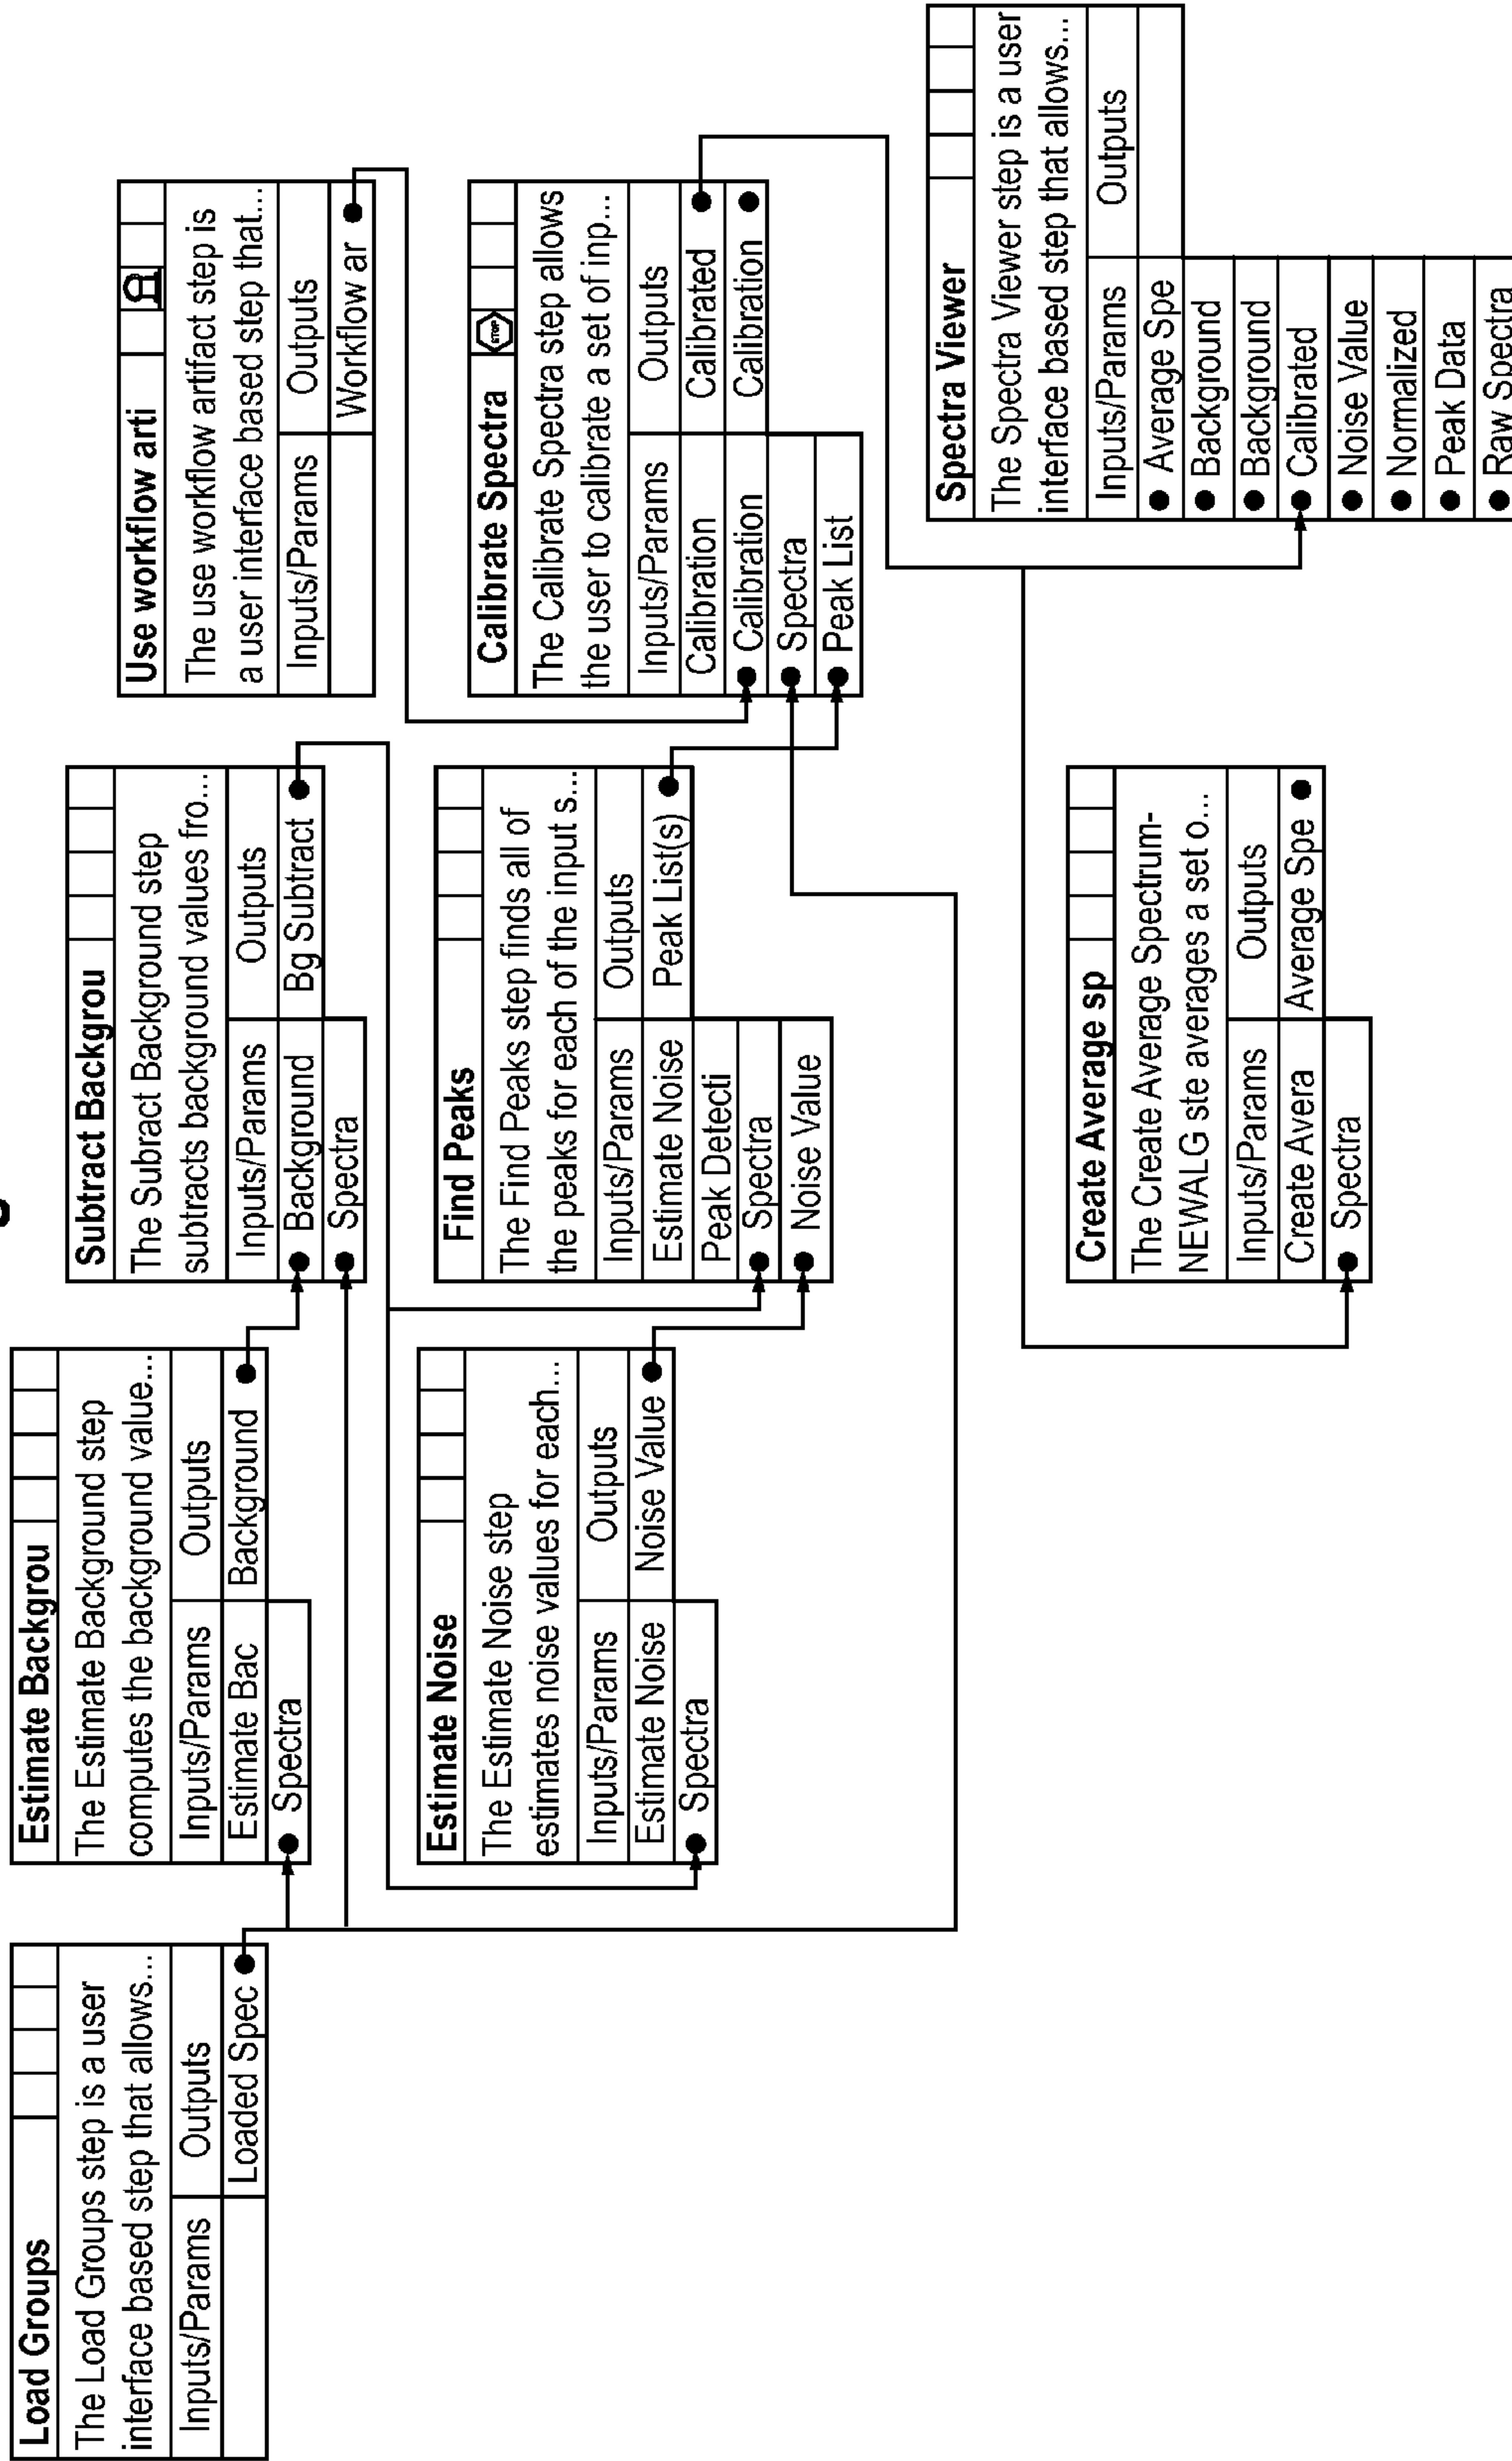 Load Groups
The Load Groups step is a user
interface based step that allows...
Inputs/Params
Outputs
Loaded Spec
Estimate Backgrou
The Estimate Background step
computes the background value...
Inputs/Params
Outputs
Estimate Bac
Background
Spectra
Subtract Backgrou
The Subract Background step
subtracts background values fro...
Inputs/Params
Outputs
Background
Bg Subtract
Spectra
Use workflow arti
The use workflow artifact step is
a user interface based step that...
Inputs/Params
Outputs
Workflow ar
Estimate Noise
The Estimate Noise step
estimates noise values for each...
Inputs/Params
Outputs
Estimate Noise
Noise Value
Spectra
Find Peaks
The Find Peaks step finds all of
the peaks for each of the input s...
Inputs/Params
Outputs
Estimate Noise
Peak List(s)
Peak Detecti
Spectra
Noise Value
Calibrate Spectra
STOP
The Calibrate Spectra step allows
the user to calibrate a set of inp...
Inputs/Params
Outputs
Calibration
Calibrated
Calibration
Calibration
Spectra
Peak List
Create Average sp
The Create Average Spectrum-
NEWALG ste averages a set o...
Inputs/Params
Outputs
Create Avera
Average Spe
Spectra
Spectra Viewer
The Spectra Viewer step is a user
interface based step that allows...
Inputs/Params
Outputs
Average Spe
Background
Background
Calibrated
Noise Value
Normalized
Peak Data
Raw Spectra